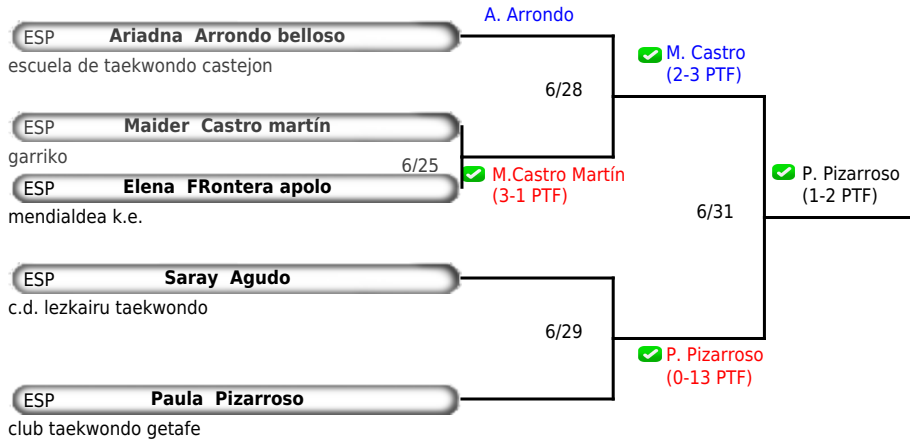 A. Arrondo
ESP Ariadna Arrondo belloso
escuela de taekwondo castejon
M. Castro
(2-3 PTF)
6/28
ESP Maider Castro martín
garriko
6/25
M.Castro Martín
(3-1 PTF)
ESP Elena FRontera apolo
mendialdea k.e.
P. Pizarroso
(1-2 PTF)
6/31
ESP Saray Agudo
c.d. lezkairu taekwondo
6/29
P. Pizarroso
(0-13 PTF)
ESP Paula Pizarroso
club taekwondo getafe